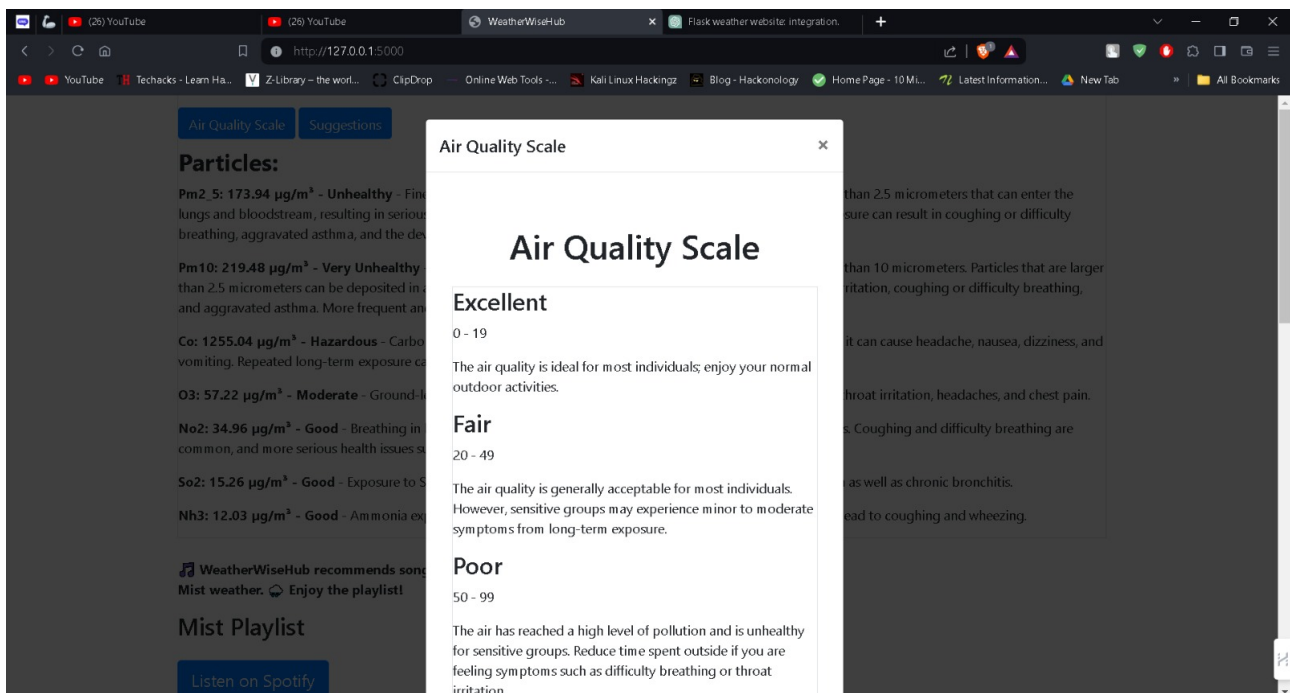 (26) YouTube
(26) YouTube
WeatherWiseHub
Flask weather website: integration.
http://127.0.0.1:5000
YouTube
Techacks - Learn Ha...
Z-Library – the worl...
ClipDrop
Online Web Tools -...
Kali Linux Hackingz
Blog - Hackonology
Home Page - 10 Mi...
Latest Information...
New Tab
»
All Bookmarks
Air Quality Scale
Suggestions
Particles:
Pm2_5: 173.94 µg/m³ - Unhealthy - Fine
than 2.5 micrometers that can enter the
lungs and bloodstream, resulting in serious
sure can result in coughing or difficulty
breathing, aggravated asthma, and the dev
Pm10: 219.48 µg/m³ - Very Unhealthy -
than 10 micrometers. Particles that are larger
than 2.5 micrometers can be deposited in a
ritation, coughing or difficulty breathing,
and aggravated asthma. More frequent an
Co: 1255.04 µg/m³ - Hazardous - Carbo
it can cause headache, nausea, dizziness, and
vomiting. Repeated long-term exposure ca
O3: 57.22 µg/m³ - Moderate - Ground-l
throat irritation, headaches, and chest pain.
No2: 34.96 µg/m³ - Good - Breathing in
s. Coughing and difficulty breathing are
common, and more serious health issues su
So2: 15.26 µg/m³ - Good - Exposure to S
as well as chronic bronchitis.
Nh3: 12.03 µg/m³ - Good - Ammonia exp
ead to coughing and wheezing.
WeatherWiseHub recommends song
Mist weather. Enjoy the playlist!
Mist Playlist
Listen on Spotify
Air Quality Scale
×
Air Quality Scale
Excellent
0 - 19
The air quality is ideal for most individuals; enjoy your normal
outdoor activities.
Fair
20 - 49
The air quality is generally acceptable for most individuals.
However, sensitive groups may experience minor to moderate
symptoms from long-term exposure.
Poor
50 - 99
The air has reached a high level of pollution and is unhealthy
for sensitive groups. Reduce time spent outside if you are
feeling symptoms such as difficulty breathing or throat
irritation